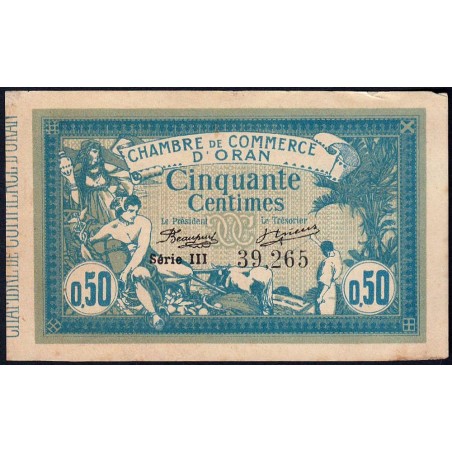 CHAMBRE DE COMMERCE
D'ORAN
Cinquante
Centimes
Le Président
Le Trésorier
Série III
39,265
0,50
0,50
CHAMBRE DE COMMERCE D'ORAN